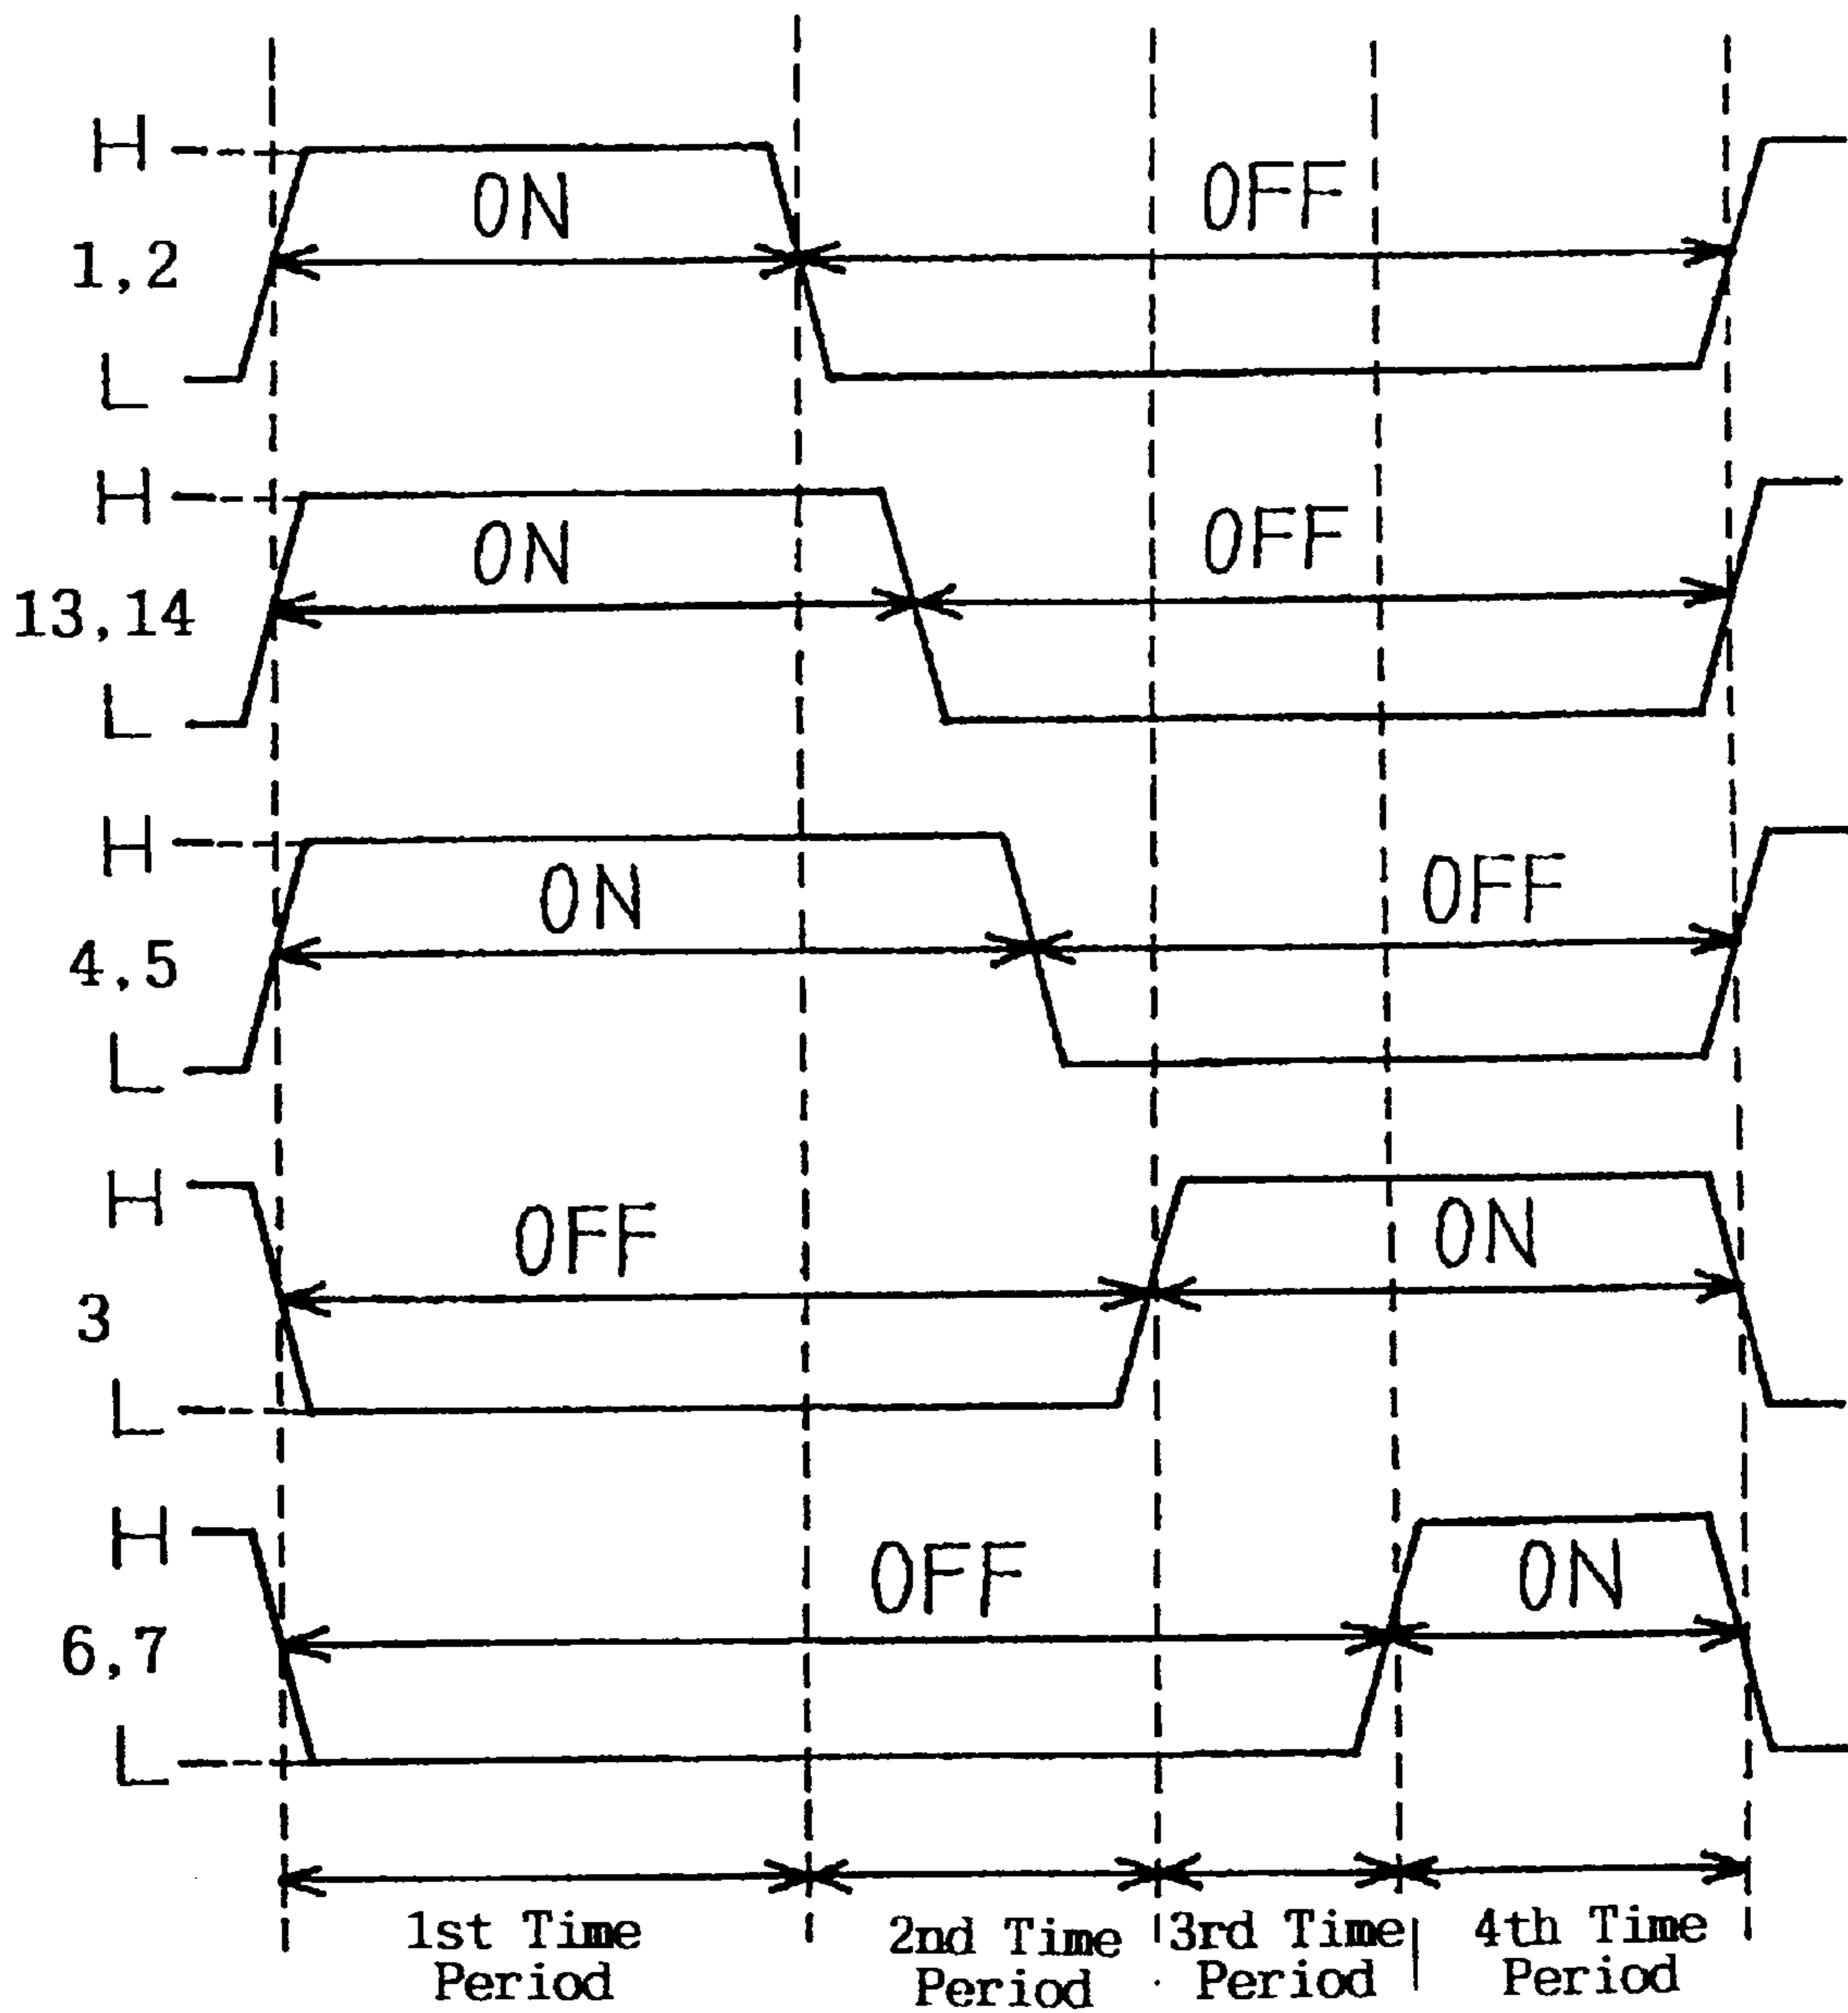 H
ON
OFF
1,2
L
H
ON
OFF
13,14
L
H
ON
OFF
4,5
L
H
OFF
ON
3
L
H
OFF
ON
6,7
L
1st Time
Period
2nd Time
Period
3rd Time
Period
4th Time
Period